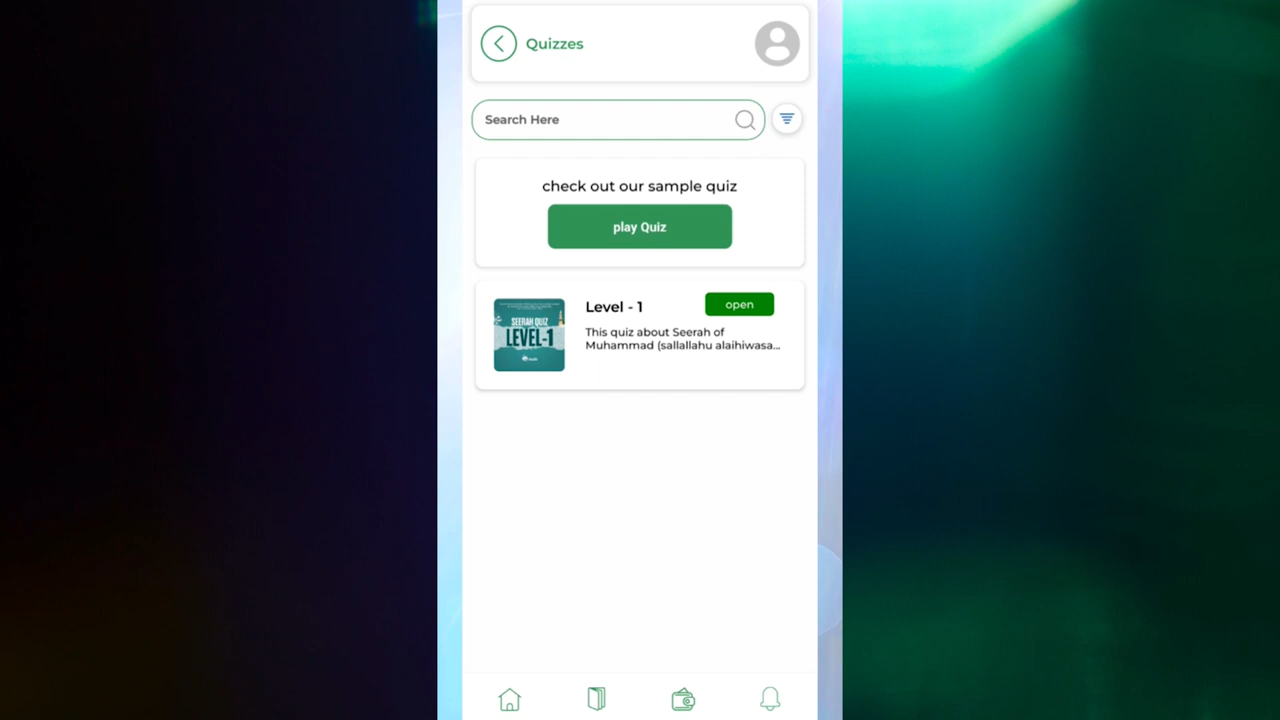 Quizzes
Search Here
check out our sample quiz
play Quiz
Level - 1
open
This quiz about Seerah of
Muhammad (sallallahu alaihiwasa...
SEERAH QUIZ
LEVEL-1